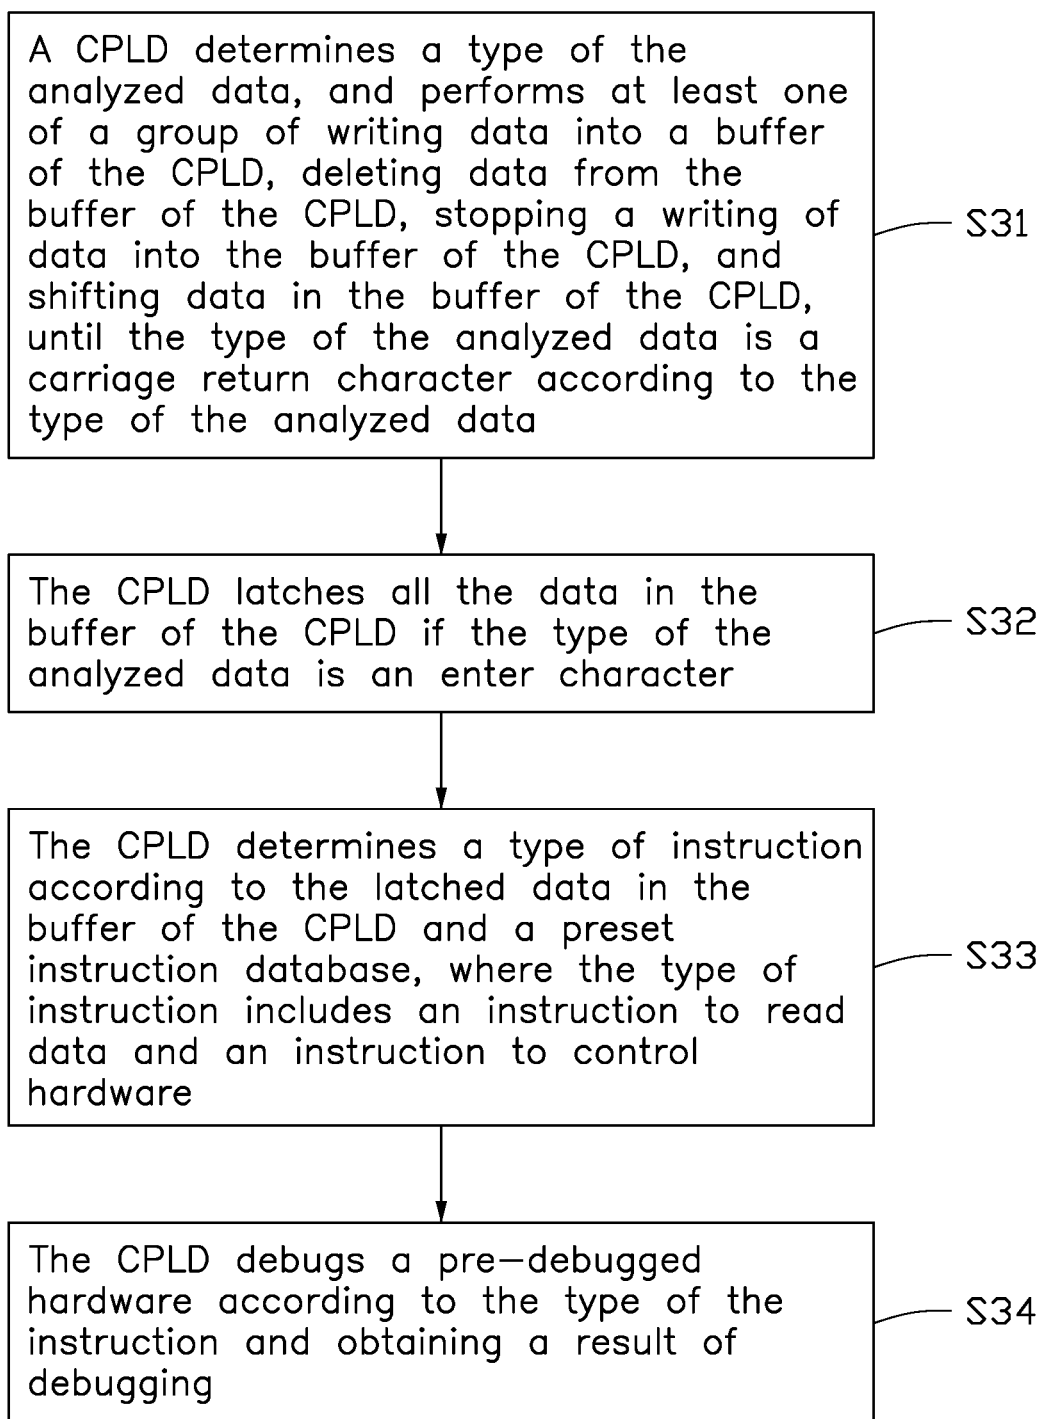 A CPLD determines a type of the
analyzed data, and performs at least one
of a group of writing data into a buffer
of the CPLD, deleting data from the
buffer of the CPLD, stopping a writing of
data into the buffer of the CPLD, and
shifting data in the buffer of the CPLD,
until the type of the analyzed data is a
carriage return character according to the
type of the analyzed data
S31
The CPLD latches all the data in the
buffer of the CPLD if the type of the
analyzed data is an enter character
S32
The CPLD determines a type of instruction
according to the latched data in the
buffer of the CPLD and a preset
instruction database, where the type of
instruction includes an instruction to read
data and an instruction to control
hardware
S33
The CPLD debugs a pre-debugged
hardware according to the type of the
instruction and obtaining a result of
debugging
S34